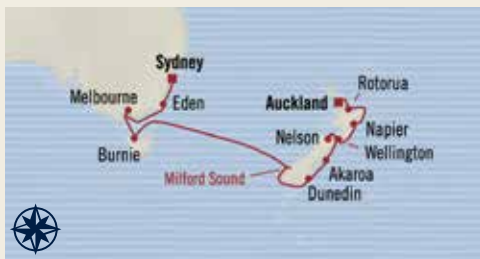 Sydney
Melbourne
Eden
Burnie
Auckland
Rotorua
Nelson
Napier
Wellington
Milford Sound
Akaroa
Dunedin